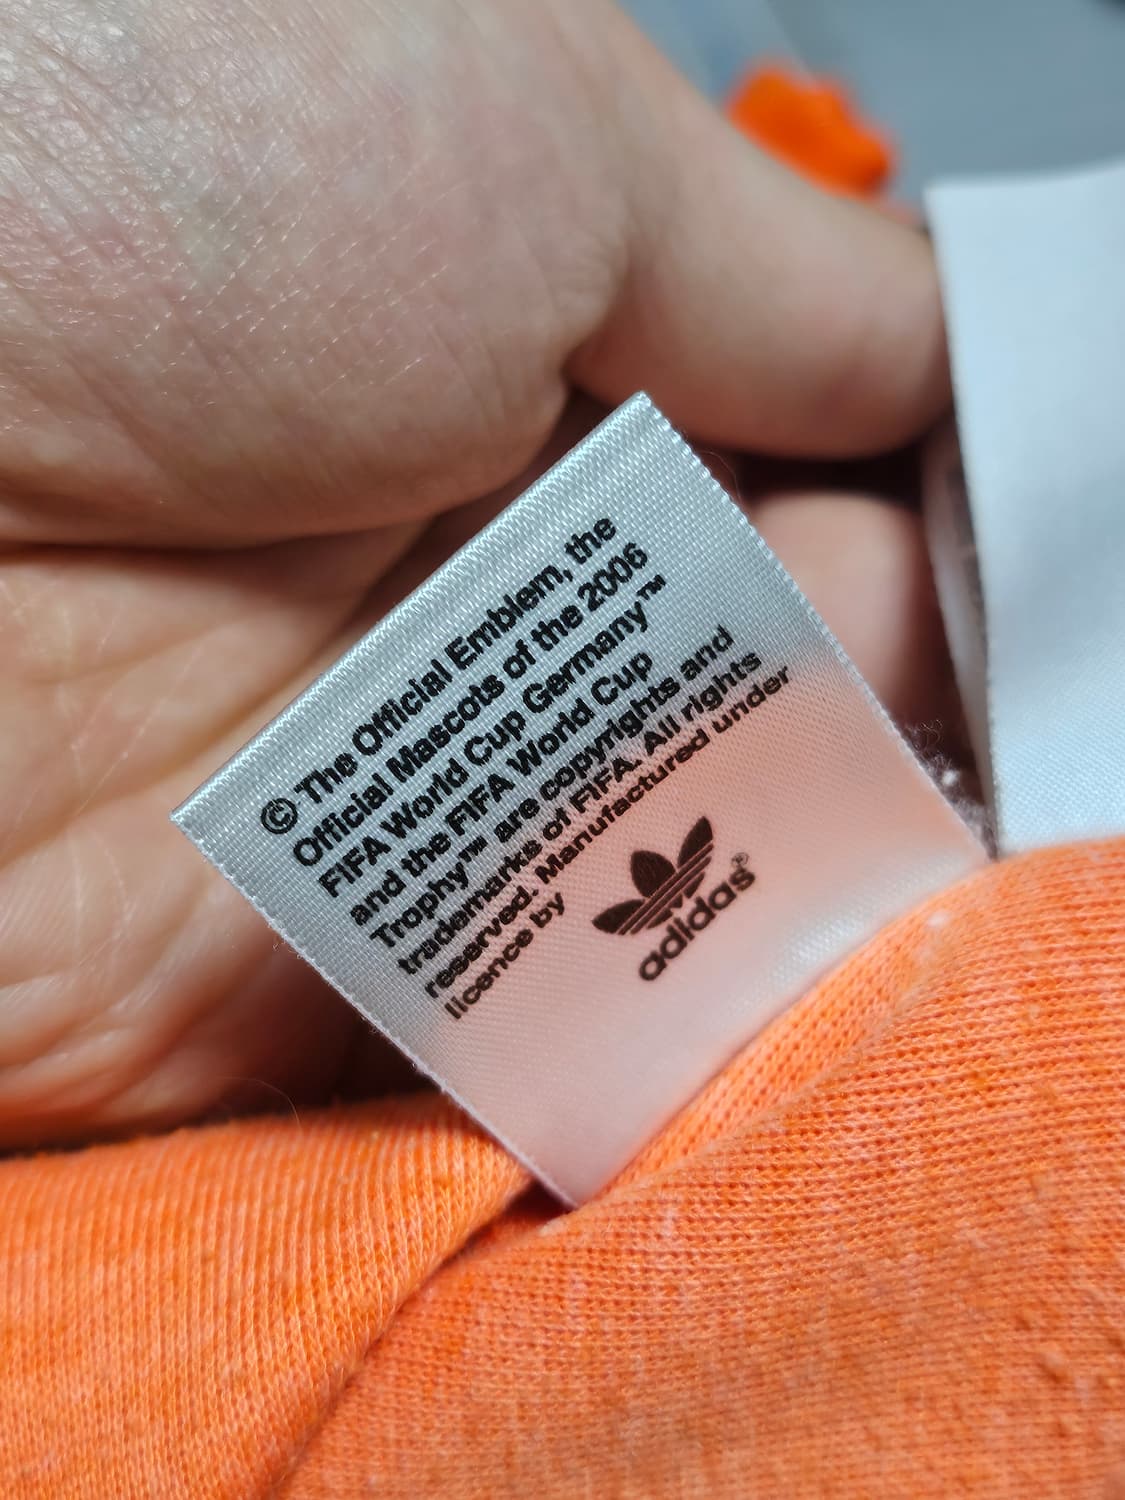 © The Official Emblem, the
Official Mascots of the 2006
FIFA World Cup Germany™
and the FIFA World Cup
Trophy™ are copyrights and
trademarks of FIFA. All rights
reserved. Manufactured under
licence by
adidas®